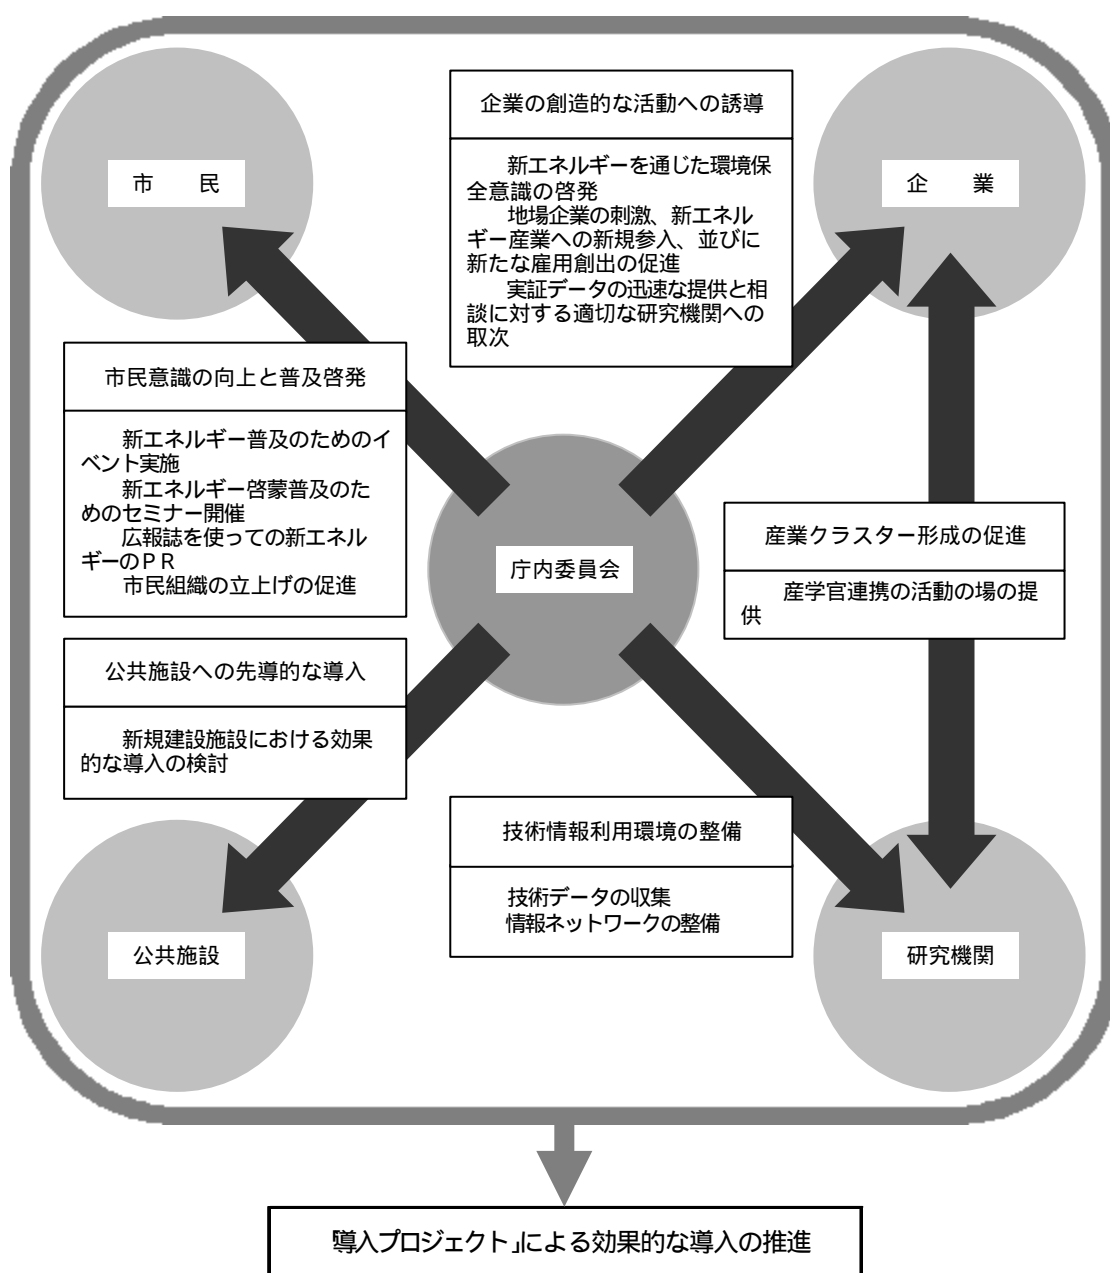 市　　民
企業の創造的な活動への誘導
新エネルギーを通じた環境保
全意識の啓発
地場企業の刺激、新エネル
ギー産業への新規参入、並びに
新たな雇用創出の促進
実証データの迅速な提供と相
談に対する適切な研究機関への
取次
企　　業
市民意識の向上と普及啓発
新エネルギー普及のためのイ
ベント実施
新エネルギー啓蒙普及のた
めのセミナー開催
広報誌を使っての新エネル
ギーのPR
市民組織の立上げの促進
庁内委員会
産業クラスター形成の促進
産学官連携の活動の場の提
供
公共施設への先導的な導入
新規建設施設における効果
的な導入の検討
技術情報利用環境の整備
技術データの収集
情報ネットワークの整備
公共施設
研究機関
「導入プロジェクト」による効果的な導入の推進